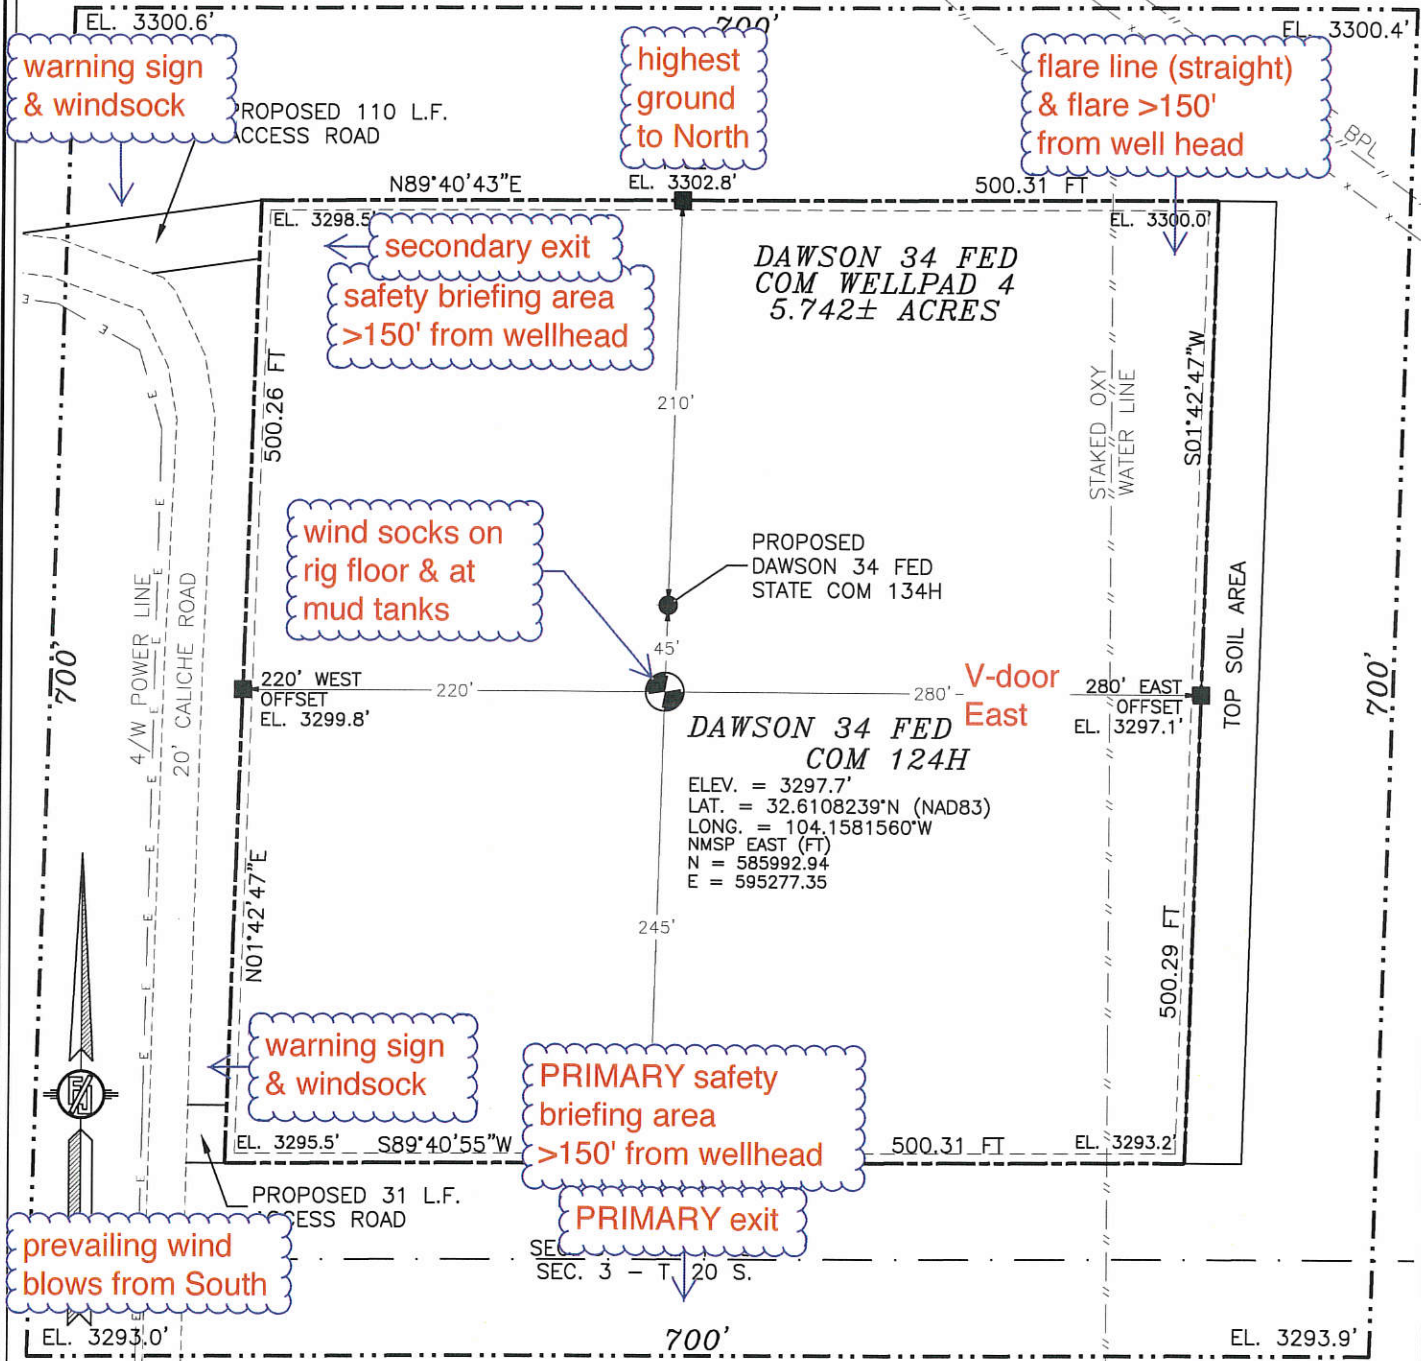 700'
EL. 3300.6'
EL. 3300.4'
warning sign
& windsock
highest
ground
to North
flare line (straight)
& flare >150'
from well head
PROPOSED 110 L.F.
ACCESS ROAD
BPL
N89°40'43"E
EL. 3302.8'
500.31 FT
EL. 3298.5'
EL. 3300.0'
secondary exit
safety briefing area
>150' from wellhead
DAWSON 34 FED
COM WELLPAD 4
5.742± ACRES
500.26 FT
210'
STAKED OXY
WATER LINE
S01°42'47"W
wind socks on
rig floor & at
mud tanks
PROPOSED
DAWSON 34 FED
STATE COM 134H
4/W POWER LINE
20' CALICHE ROAD
TOP SOIL AREA
700'
700'
45'
220' WEST
OFFSET
EL. 3299.8'
220'
280'
V-door
East
280' EAST
OFFSET
EL. 3297.1'
DAWSON 34 FED
COM 124H
ELEV. = 3297.7'
LAT. = 32.6108239°N (NAD83)
LONG. = 104.1581560°W
NMSP EAST (FT)
N = 585992.94
E = 595277.35
N01°42'47"E
245'
500.29 FT
warning sign
& windsock
PRIMARY safety
briefing area
>150' from wellhead
EL. 3295.5'
S89°40'55"W
500.31 FT
EL. 3293.2'
PROPOSED 31 L.F.
ACCESS ROAD
PRIMARY exit
prevailing wind
blows from South
SEC.
SEC. 3 - T 20 S.
EL. 3293.0'
700'
EL. 3293.9'